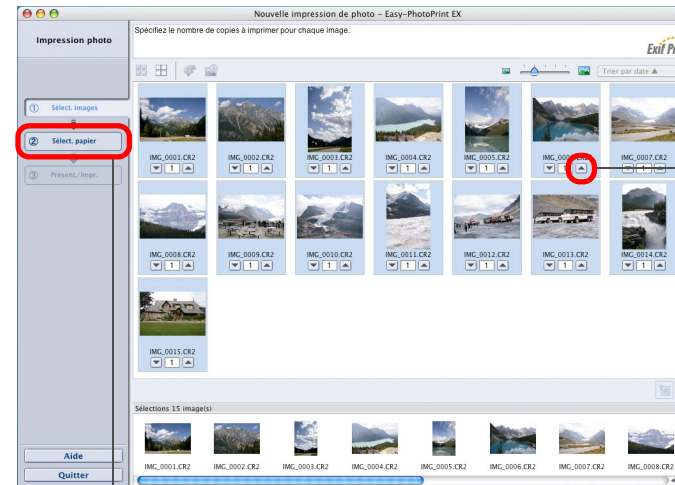 Nouvelle impression de photo – Easy-PhotoPrint EX
Impression photo
Spécifiez le nombre de copies à imprimer pour chaque image.
Exif
Trier par date ▲
① Sélect. images
② Sélect. papier
③ Présent./Impr.
IMG_0001.CR2 IMG_0002.CR2 IMG_0003.CR2 IMG_0004.CR2 IMG_0005.CR2 IMG_0007.CR2
1 1 1 1 1 1 1
IMG_0008.CR2 IMG_0009.CR2 IMG_0010.CR2 IMG_0011.CR2 IMG_0012.CR2 IMG_0013.CR2 IMG_0014.CR2
1 1 1 1 1 1 1
IMG_0015.CR2
1
Sélections 15 image(s)
IMG_0001.CR2 IMG_0002.CR2 IMG_0003.CR2 IMG_0004.CR2 IMG_0005.CR2 IMG_0006.CR2 IMG_0007.CR2 IMG_0008.CR2
Aide
Quitter